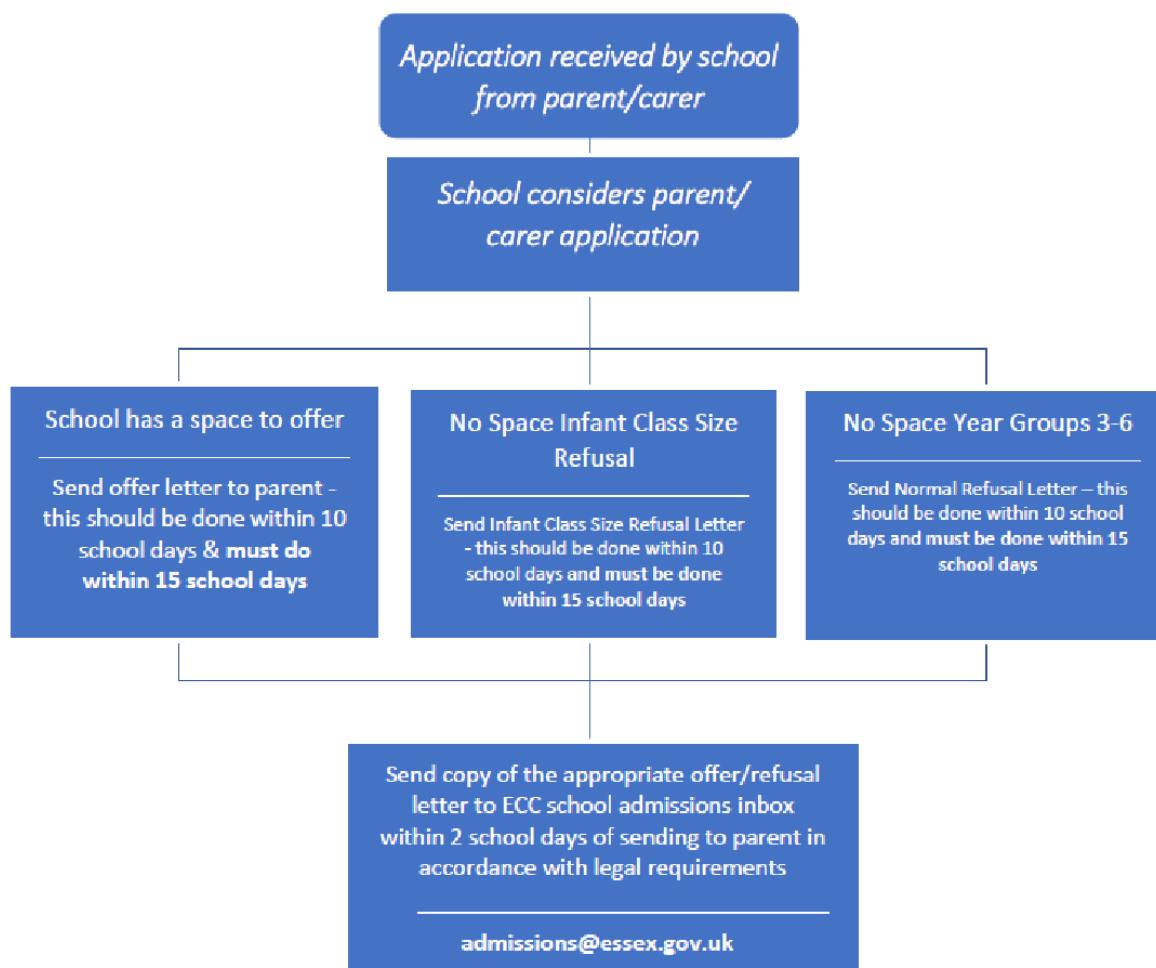 Application received by school
from parent/carer
School considers parent/
carer application
School has a space to offer
Send offer letter to parent -
this should be done within 10
school days & must do
within 15 school days
No Space Infant Class Size
Refusal
Send Infant Class Size Refusal Letter
- this should be done within 10
school days and must be done
within 15 school days
No Space Year Groups 3-6
Send Normal Refusal Letter – this
should be done within 10 school
days and must be done within 15
school days
Send copy of the appropriate offer/refusal
letter to ECC school admissions inbox
within 2 school days of sending to parent in
accordance with legal requirements
admissions@essex.gov.uk